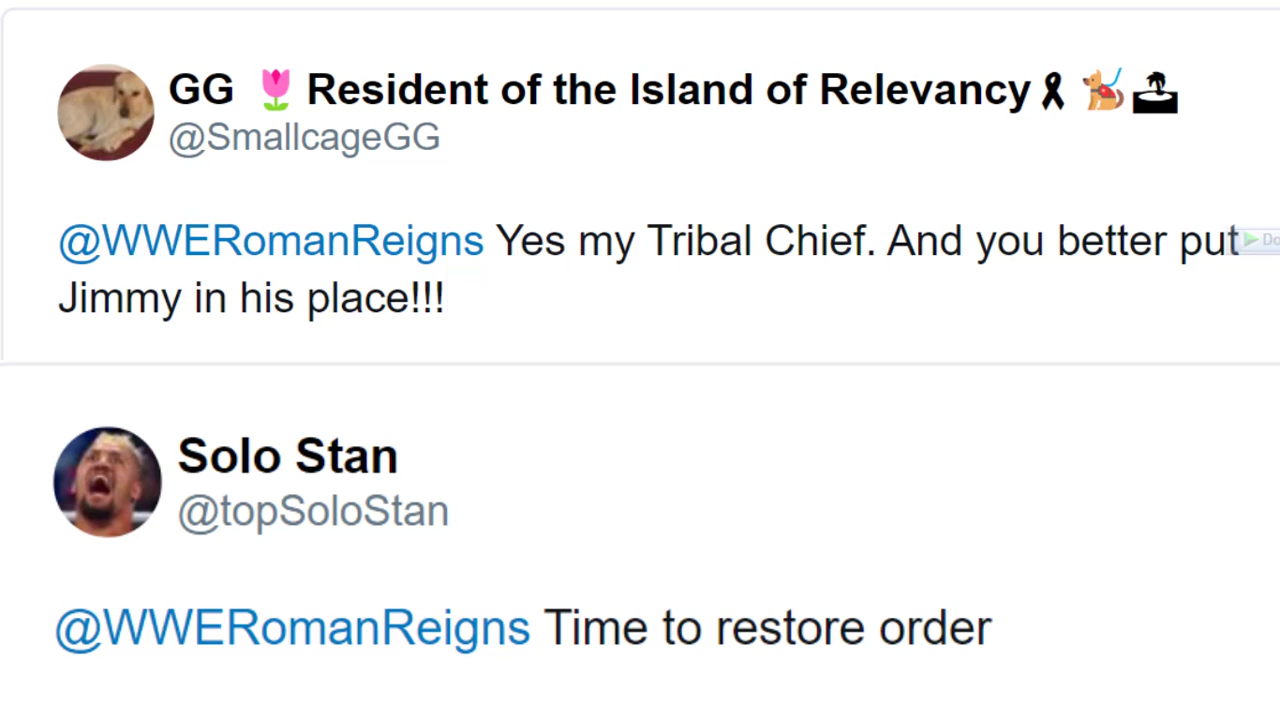 GG 🌷 Resident of the Island of Relevancy🎗 🐕‍🦺 🏝
@SmallcageGG
@WWERomanReigns Yes my Tribal Chief. And you better put
Jimmy in his place!!!
Solo Stan
@topSoloStan
@WWERomanReigns Time to restore order